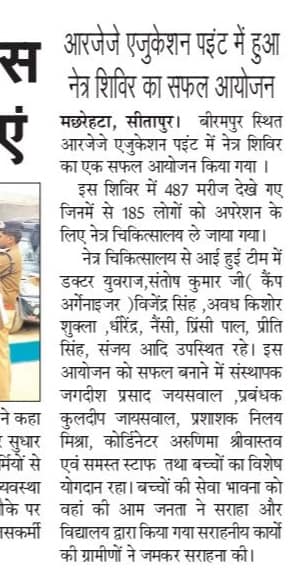 स
एं
आरजेजे एजुकेशन पइंट में हुआ
नेत्र शिविर का सफल आयोजन
मछरेहटा, सीतापुर। बीरमपुर स्थित
आरजेजे एजुकेशन पइंट में नेत्र शिविर
का एक सफल आयोजन किया गया ।
इस शिविर में 487 मरीज देखे गए
जिनमें से 185 लोगों को अपरेशन के
लिए नेत्र चिकित्सालय ले जाया गया।
नेत्र चिकित्सालय से आई हुई टीम में
डक्टर युवराज,संतोष कुमार जी( कैंप
अर्गेनाइजर )विजेंद्र सिंह ,अवध किशोर
शुक्ला ,धीरेंद्र, नैंसी, प्रिंसी पाल, प्रीति
सिंह, संजय आदि उपस्थित रहे। इस
आयोजन को सफल बनाने में संस्थापक
जगदीश प्रसाद जयसवाल ,प्रबंधक
कुलदीप जायसवाल, प्रशाशक निलय
मिश्रा, कोर्डिनेटर अरुणिमा श्रीवास्तव
एवं समस्त स्टाफ तथा बच्चों का विशेष
योगदान रहा। बच्चों की सेवा भावना को
वहां की आम जनता ने सराहा और
विद्यालय द्वारा किया गया सराहनीय कार्यो
की ग्रामीणों ने जमकर सराहना की।
ने कहा
सुधार
र्मियों से
व्यवस्था
के पर